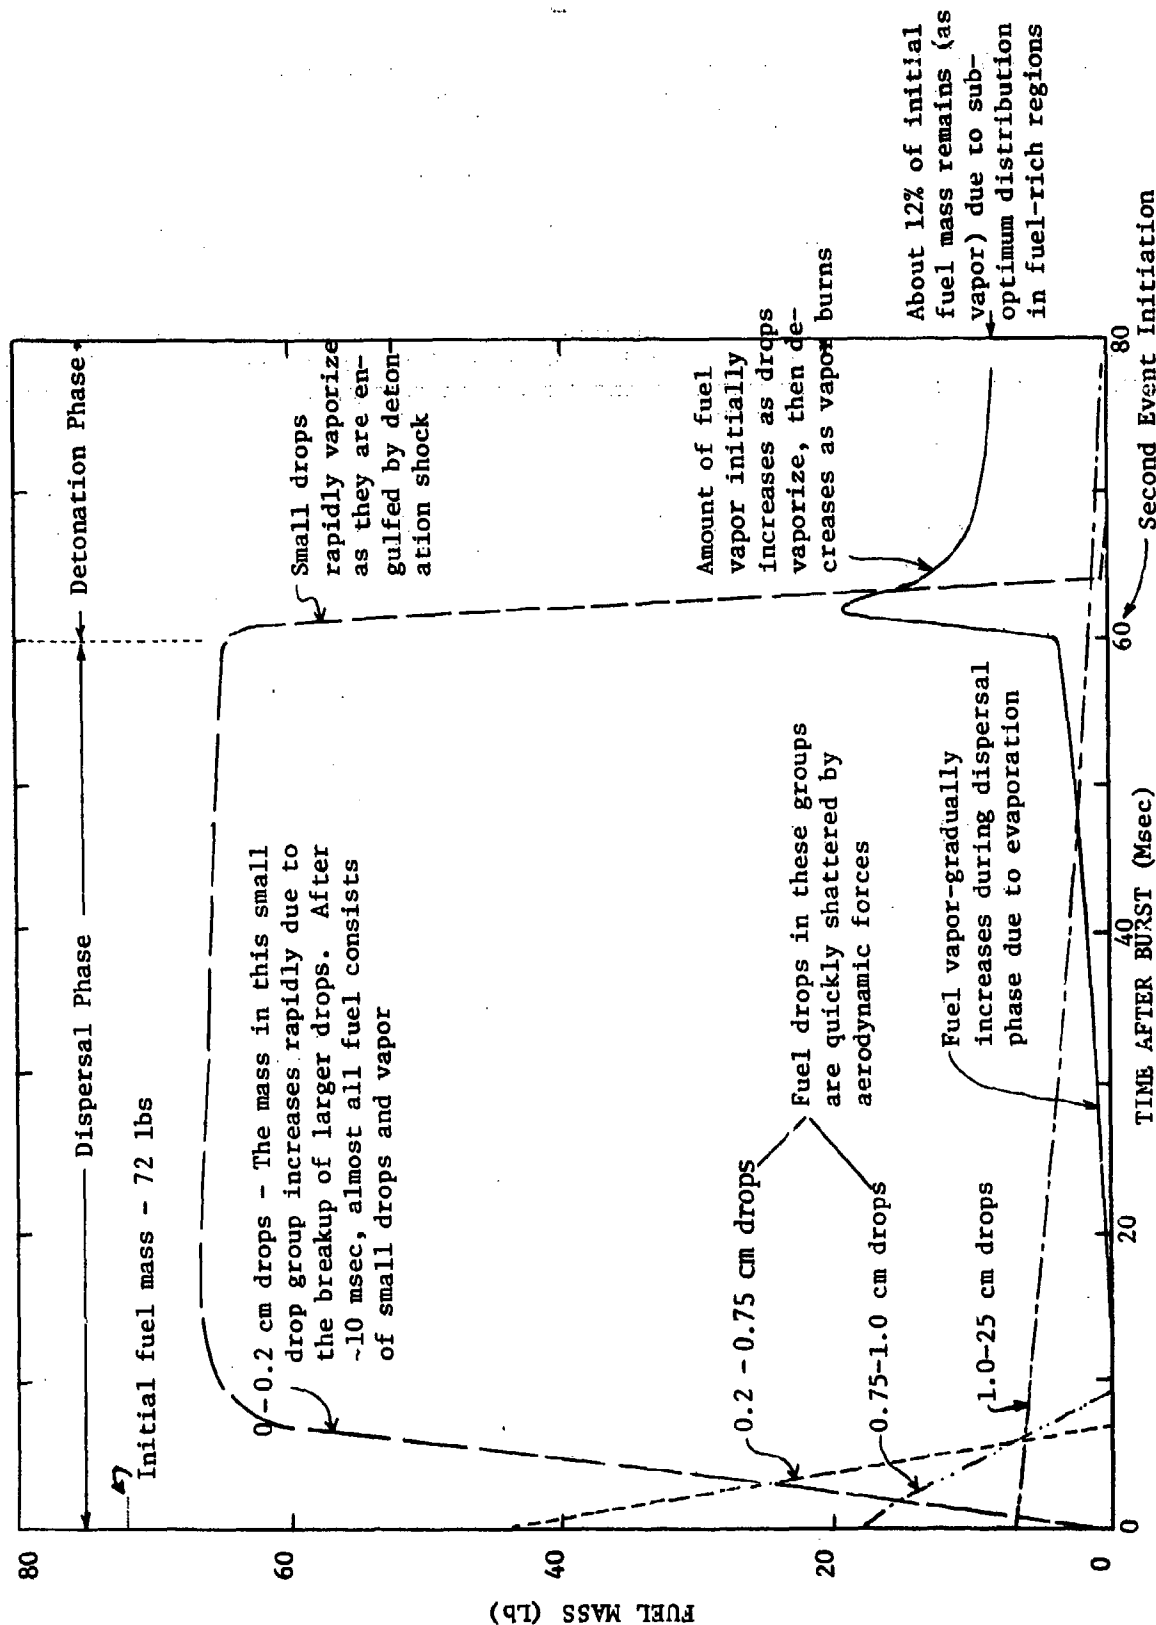 80
60
40
20
0
FUEL MASS (Lb)
Dispersal Phase
Detonation Phase
Initial fuel mass - 72 lbs
0 - 0.2 cm drops - The mass in this small
drop group increases rapidly due to
the breakup of larger drops. After
~10 msec, almost all fuel consists
of small drops and vapor
Small drops
rapidly vaporize
as they are en-
gulfed by deton-
ation shock
0.2 - 0.75 cm drops
0.75-1.0 cm drops
Fuel drops in these groups
are quickly shattered by
aerodynamic forces
1.0-25 cm drops
Fuel vapor-gradually
increases during dispersal
phase due to evaporation
Amount of fuel
vapor initially
increases as drops
vaporize, then de-
creases as vapor burns
About 12% of initial
fuel mass remains (as
vapor) due to sub-
optimum distribution
in fuel-rich regions
0
20
40
60
80
TIME AFTER BURST (Msec)
Second Event Initiation